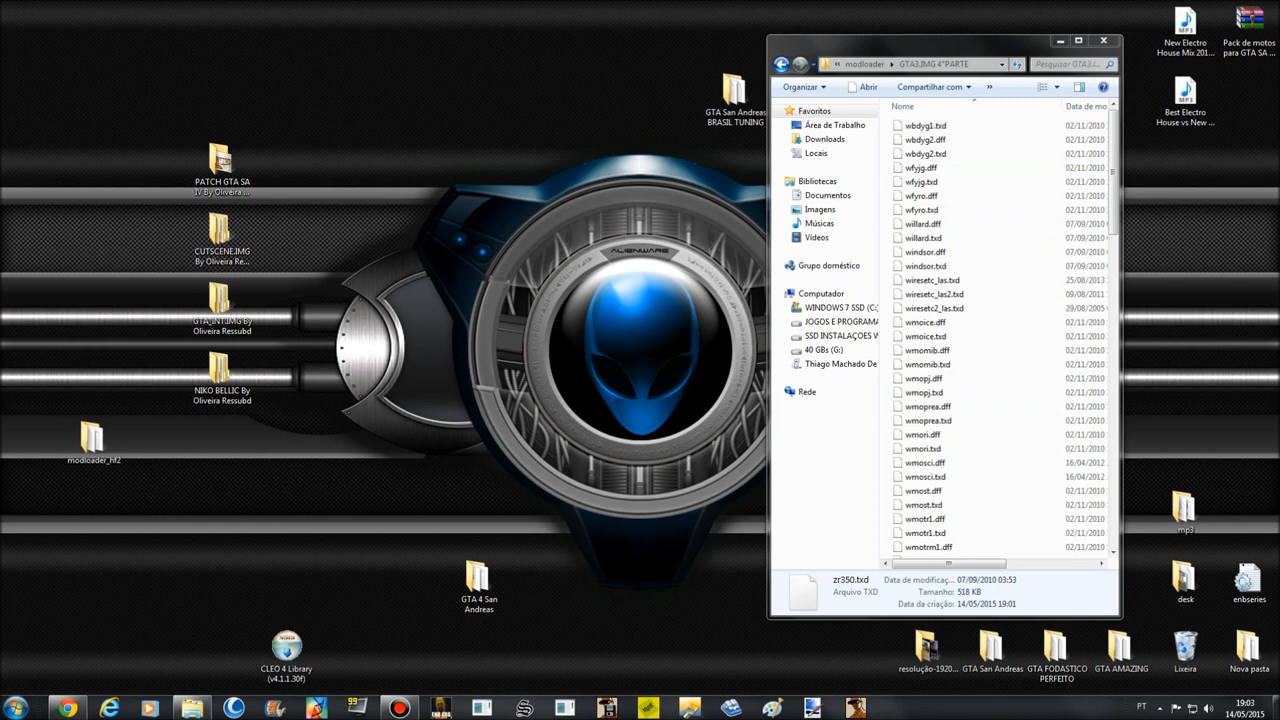 New Electro
House Mix 201...
Pack de motos
para GTA SA ...
GTA San Andreas
BRASIL TUNING
Best Electro
House vs New ...
PATCH GTA SA
IV By Oliveira ...
CUTSCENE.IMG
By Oliveira Re...
GTA_INT.IMG By
Oliveira Ressubd
NIKO BELLIC By
Oliveira Ressubd
modloader_hf2
GTA 4 San
Andreas
CLEO 4 Library
(v4.1.1.30f)
ALIENWARE
modloader
GTA3.IMG 4°PARTE
Pesquisar GTA3.I...
Organizar
Abrir
Compartilhar com
»
Favoritos
Área de Trabalho
Downloads
Locais
Bibliotecas
Documentos
Imagens
Músicas
Vídeos
Grupo doméstico
Computador
WINDOWS 7 SSD (C:)
JOGOS E PROGRAMA
SSD INSTALAÇOES W
40 GBs (G:)
Thiago Machado De
Rede
Nome
Data de mo
wbdyg1.txd 02/11/2010
wbdyg2.dff 02/11/2010
wbdyg2.txd 02/11/2010
wfyjg.dff 02/11/2010
wfyjg.txd 02/11/2010
wfyro.dff 02/11/2010
wfyro.txd 02/11/2010
willard.dff 07/09/2010
willard.txd 07/09/2010
windsor.dff 07/09/2010
windsor.txd 07/09/2010
wiresetc_las.txd 25/08/2013
wiresetc_las2.txd 09/08/2011
wiresetc2_las.txd 29/08/2005
wmoice.dff 02/11/2010
wmoice.txd 02/11/2010
wmomib.dff 02/11/2010
wmomib.txd 02/11/2010
wmopj.dff 02/11/2010
wmopj.txd 02/11/2010
wmoprea.dff 02/11/2010
wmoprea.txd 02/11/2010
wmori.dff 02/11/2010
wmori.txd 02/11/2010
wmosci.dff 16/04/2012
wmosci.txd 16/04/2012
wmost.dff 02/11/2010
wmost.txd 02/11/2010
wmotr1.dff 02/11/2010
wmotr1.txd 02/11/2010
wmotrm1.dff 02/11/2010
zr350.txd Data de modificaç... 07/09/2010 03:53
Arquivo TXD Tamanho: 518 KB
Data da criação: 14/05/2015 19:01
mp3
desk
enbseries
resolução-1920...
GTA San Andreas
GTA FODASTICO
PERFEITO
GTA AMAZING
Lixeira
Nova pasta
PT
19:03
14/05/2015